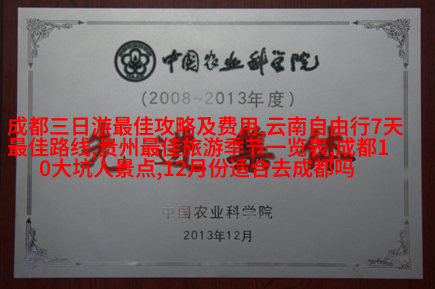 中国农业科学院
(2008-2013年度)
成都三日游最佳攻略及费用,云南自由行7天
最佳路线,贵州最佳旅游季节一览表,成都1
0大坑人景点,12月份适合去成都吗
先进集体
中国农业科学院
2013年12月